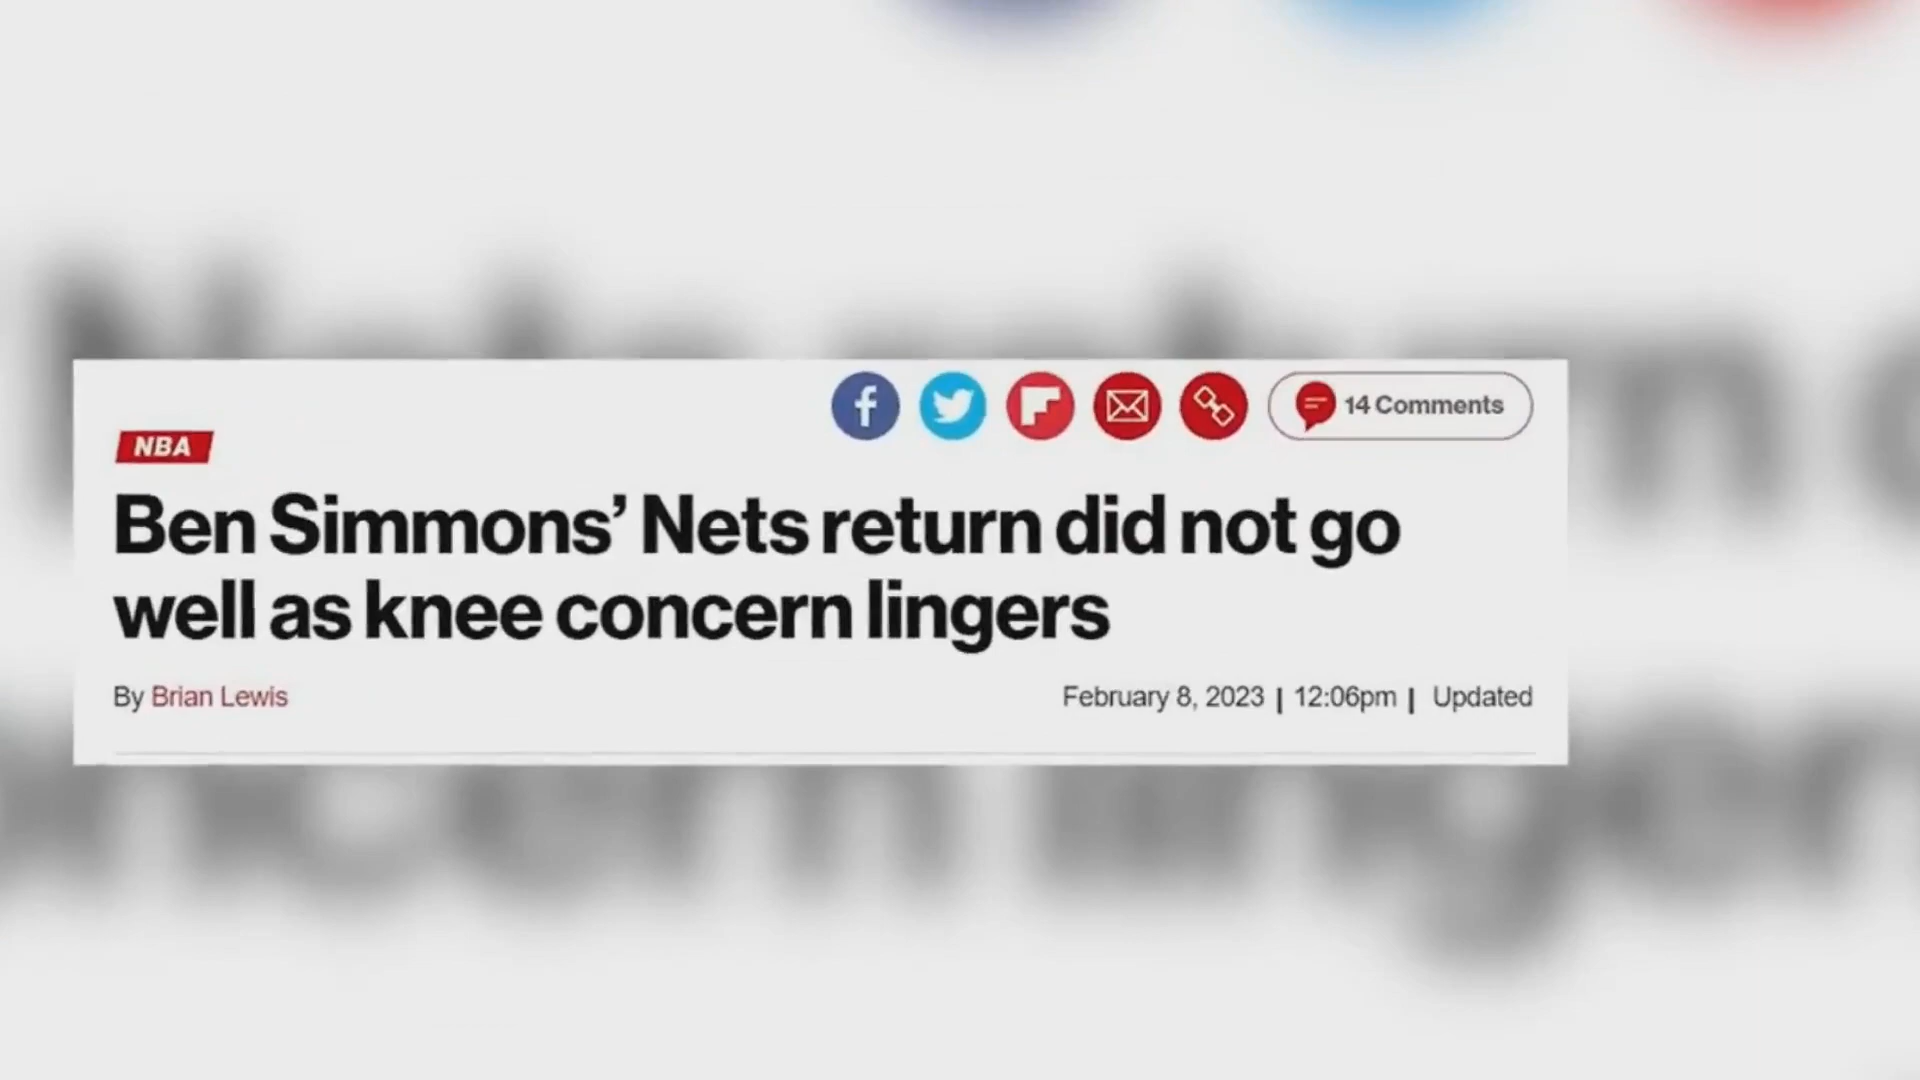 14 Comments
NBA
Ben Simmons’ Nets return did not go
well as knee concern lingers
By Brian Lewis
February 8, 2023 | 12:06pm | Updated